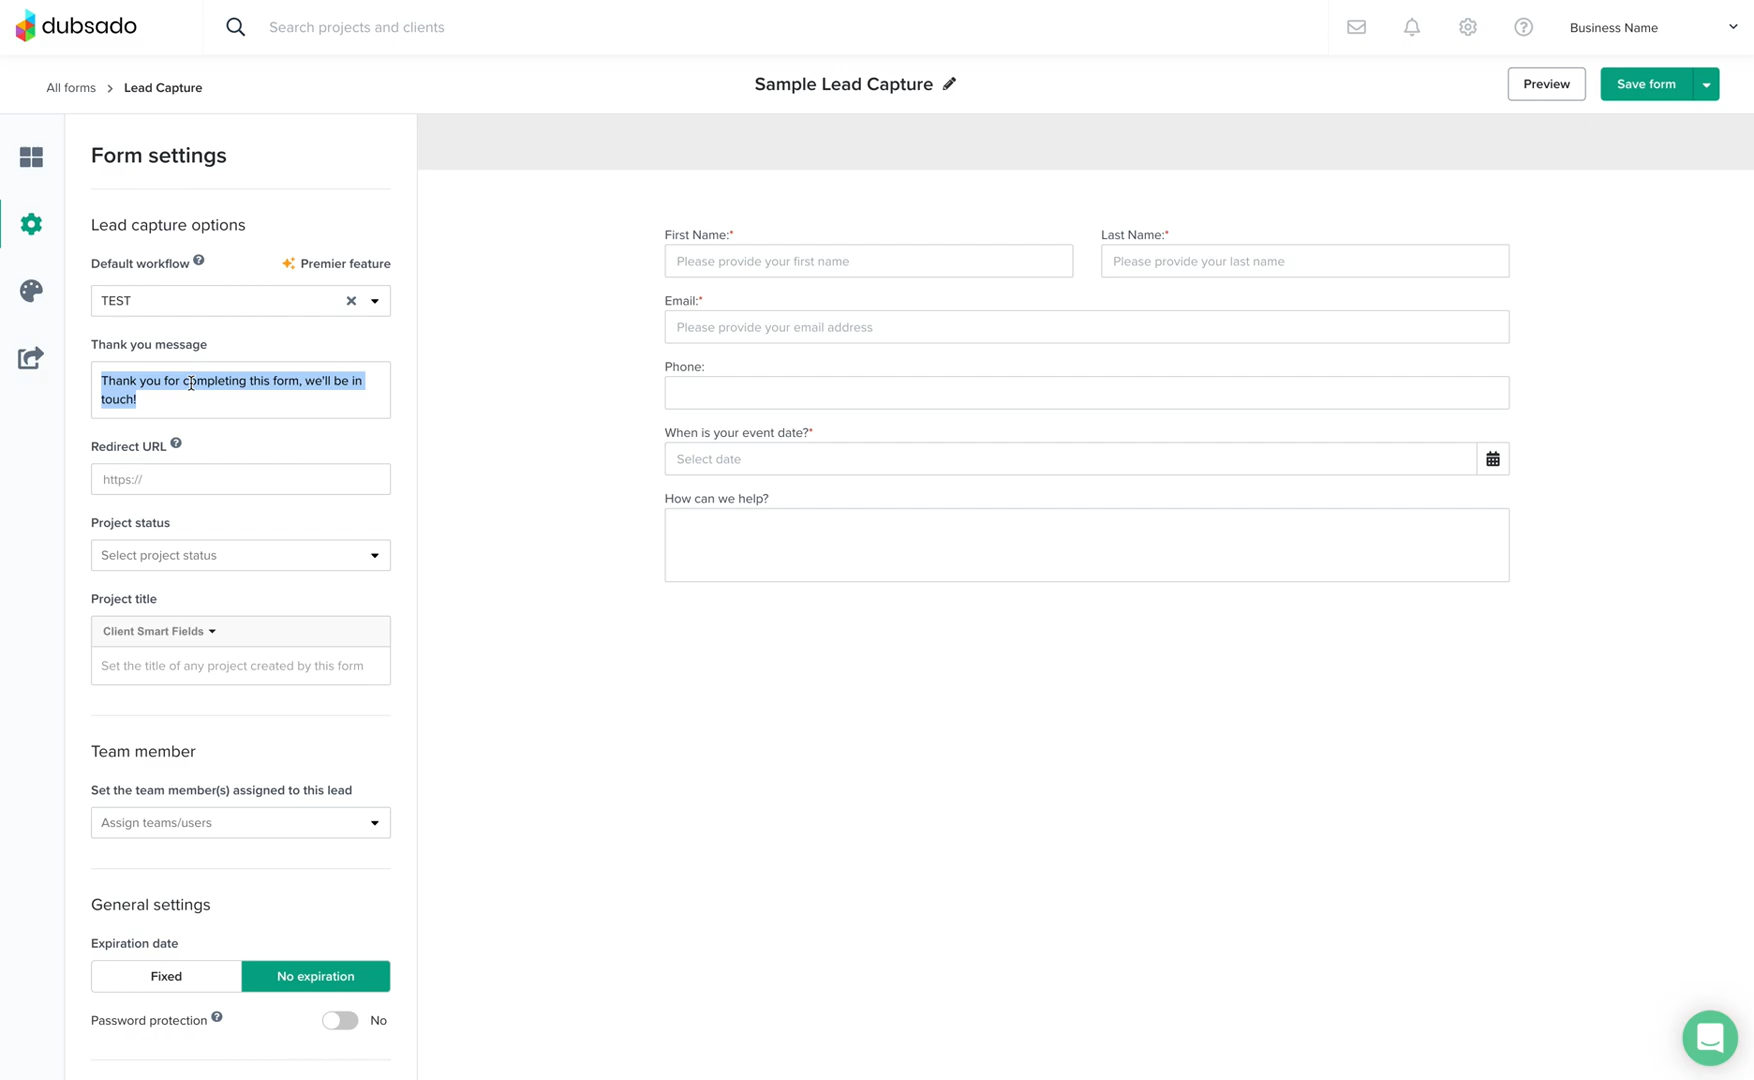 dubsado
Search projects and clients
Business Name
All forms > Lead Capture
Sample Lead Capture
Preview
Save form
Form settings
Lead capture options
Default workflow ?
Premier feature
TEST
Thank you message
Thank you for completing this form, we'll be in
touch!
Redirect URL ?
https://
Project status
Select project status
Project title
Client Smart Fields
Set the title of any project created by this form
Team member
Set the team member(s) assigned to this lead
Assign teams/users
General settings
Expiration date
Fixed
No expiration
Password protection ?
No
First Name:*
Last Name:*
Please provide your first name
Please provide your last name
Email:*
Please provide your email address
Phone:
When is your event date?*
Select date
How can we help?